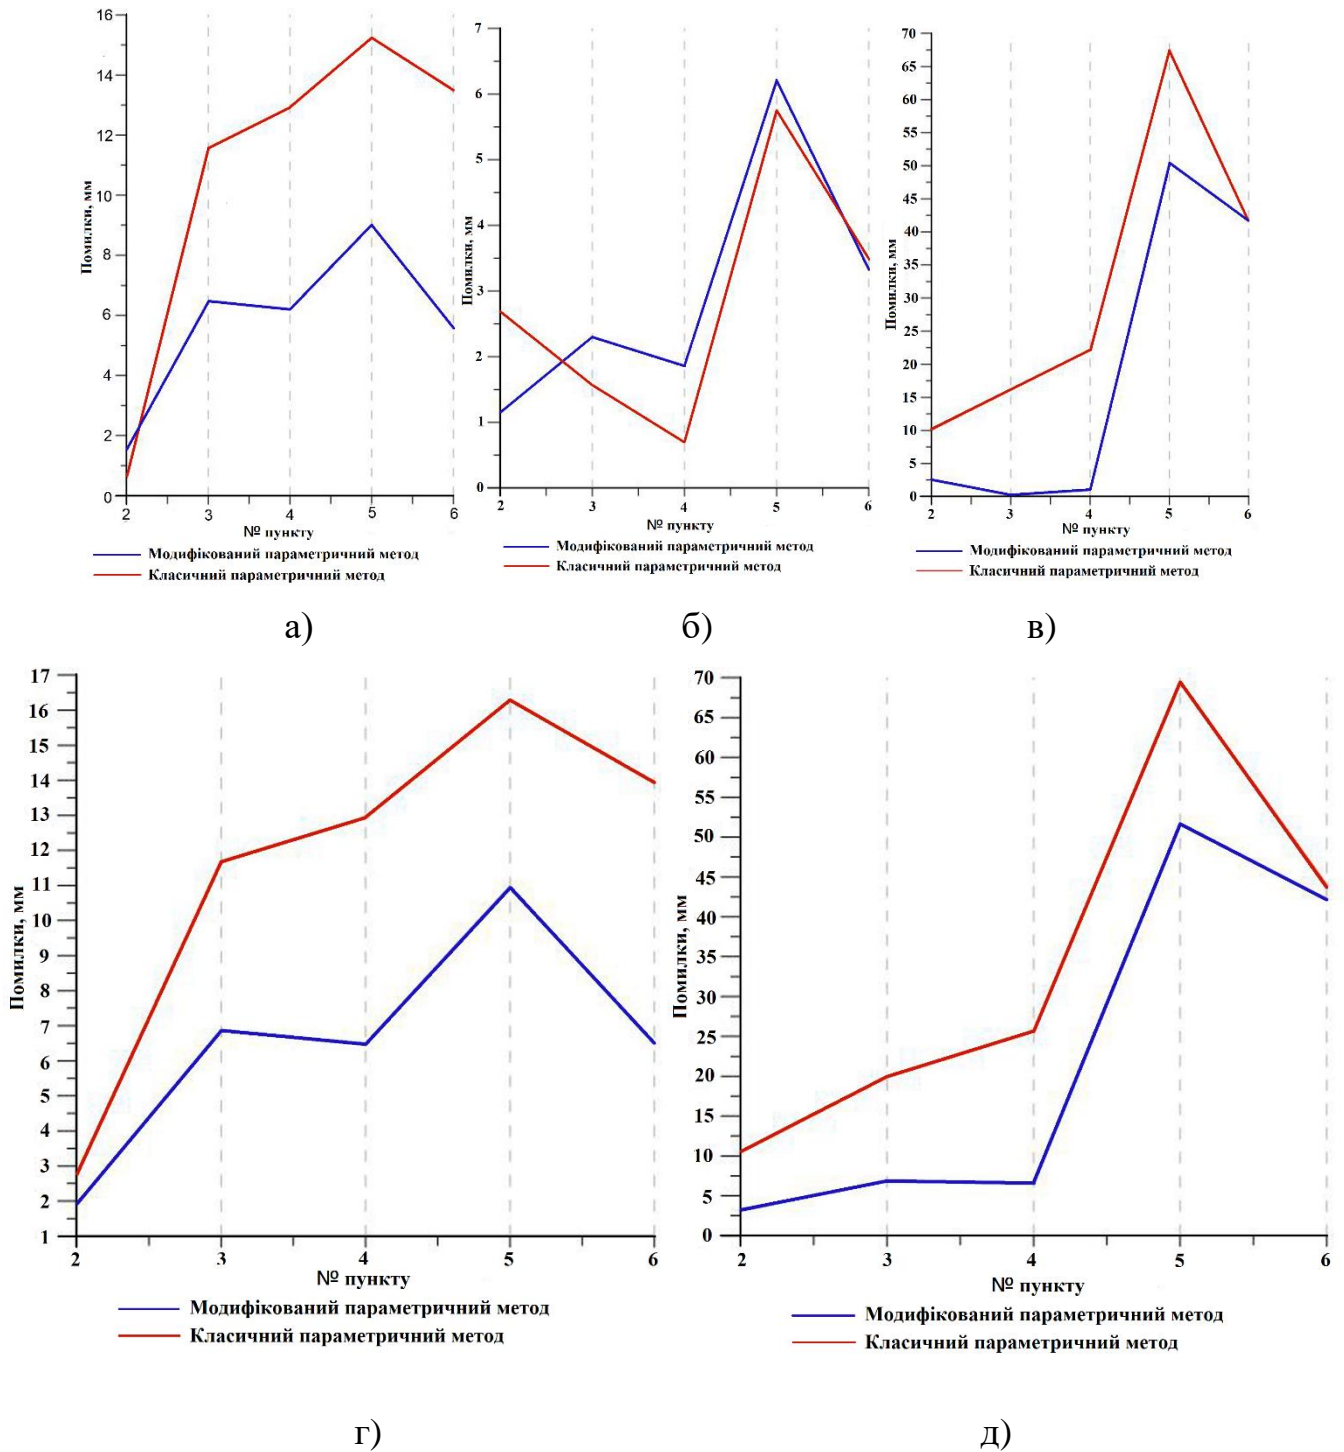 16
14
12
10
8
6
4
2
0
Помилки, мм
2 3 4 5 6
№ пункту
Модифікований параметричний метод
Класичний параметричний метод
а)
7
6
5
4
3
2
1
0
Помилки, мм
2 3 4 5 6
№ пункту
Модифікований параметричний метод
Класичний параметричний метод
б)
70
65
60
55
50
45
40
35
30
25
20
15
10
5
0
Помилки, мм
2 3 4 5 6
№ пункту
Модифікований параметричний метод
Класичний параметричний метод
в)
17
16
15
14
13
12
11
10
9
8
7
6
5
4
3
2
1
Помилки, мм
2 3 4 5 6
№ пункту
Модифікований параметричний метод
Класичний параметричний метод
г)
70
65
60
55
50
45
40
35
30
25
20
15
10
5
0
Помилки, мм
2 3 4 5 6
№ пункту
Модифікований параметричний метод
Класичний параметричний метод
д)